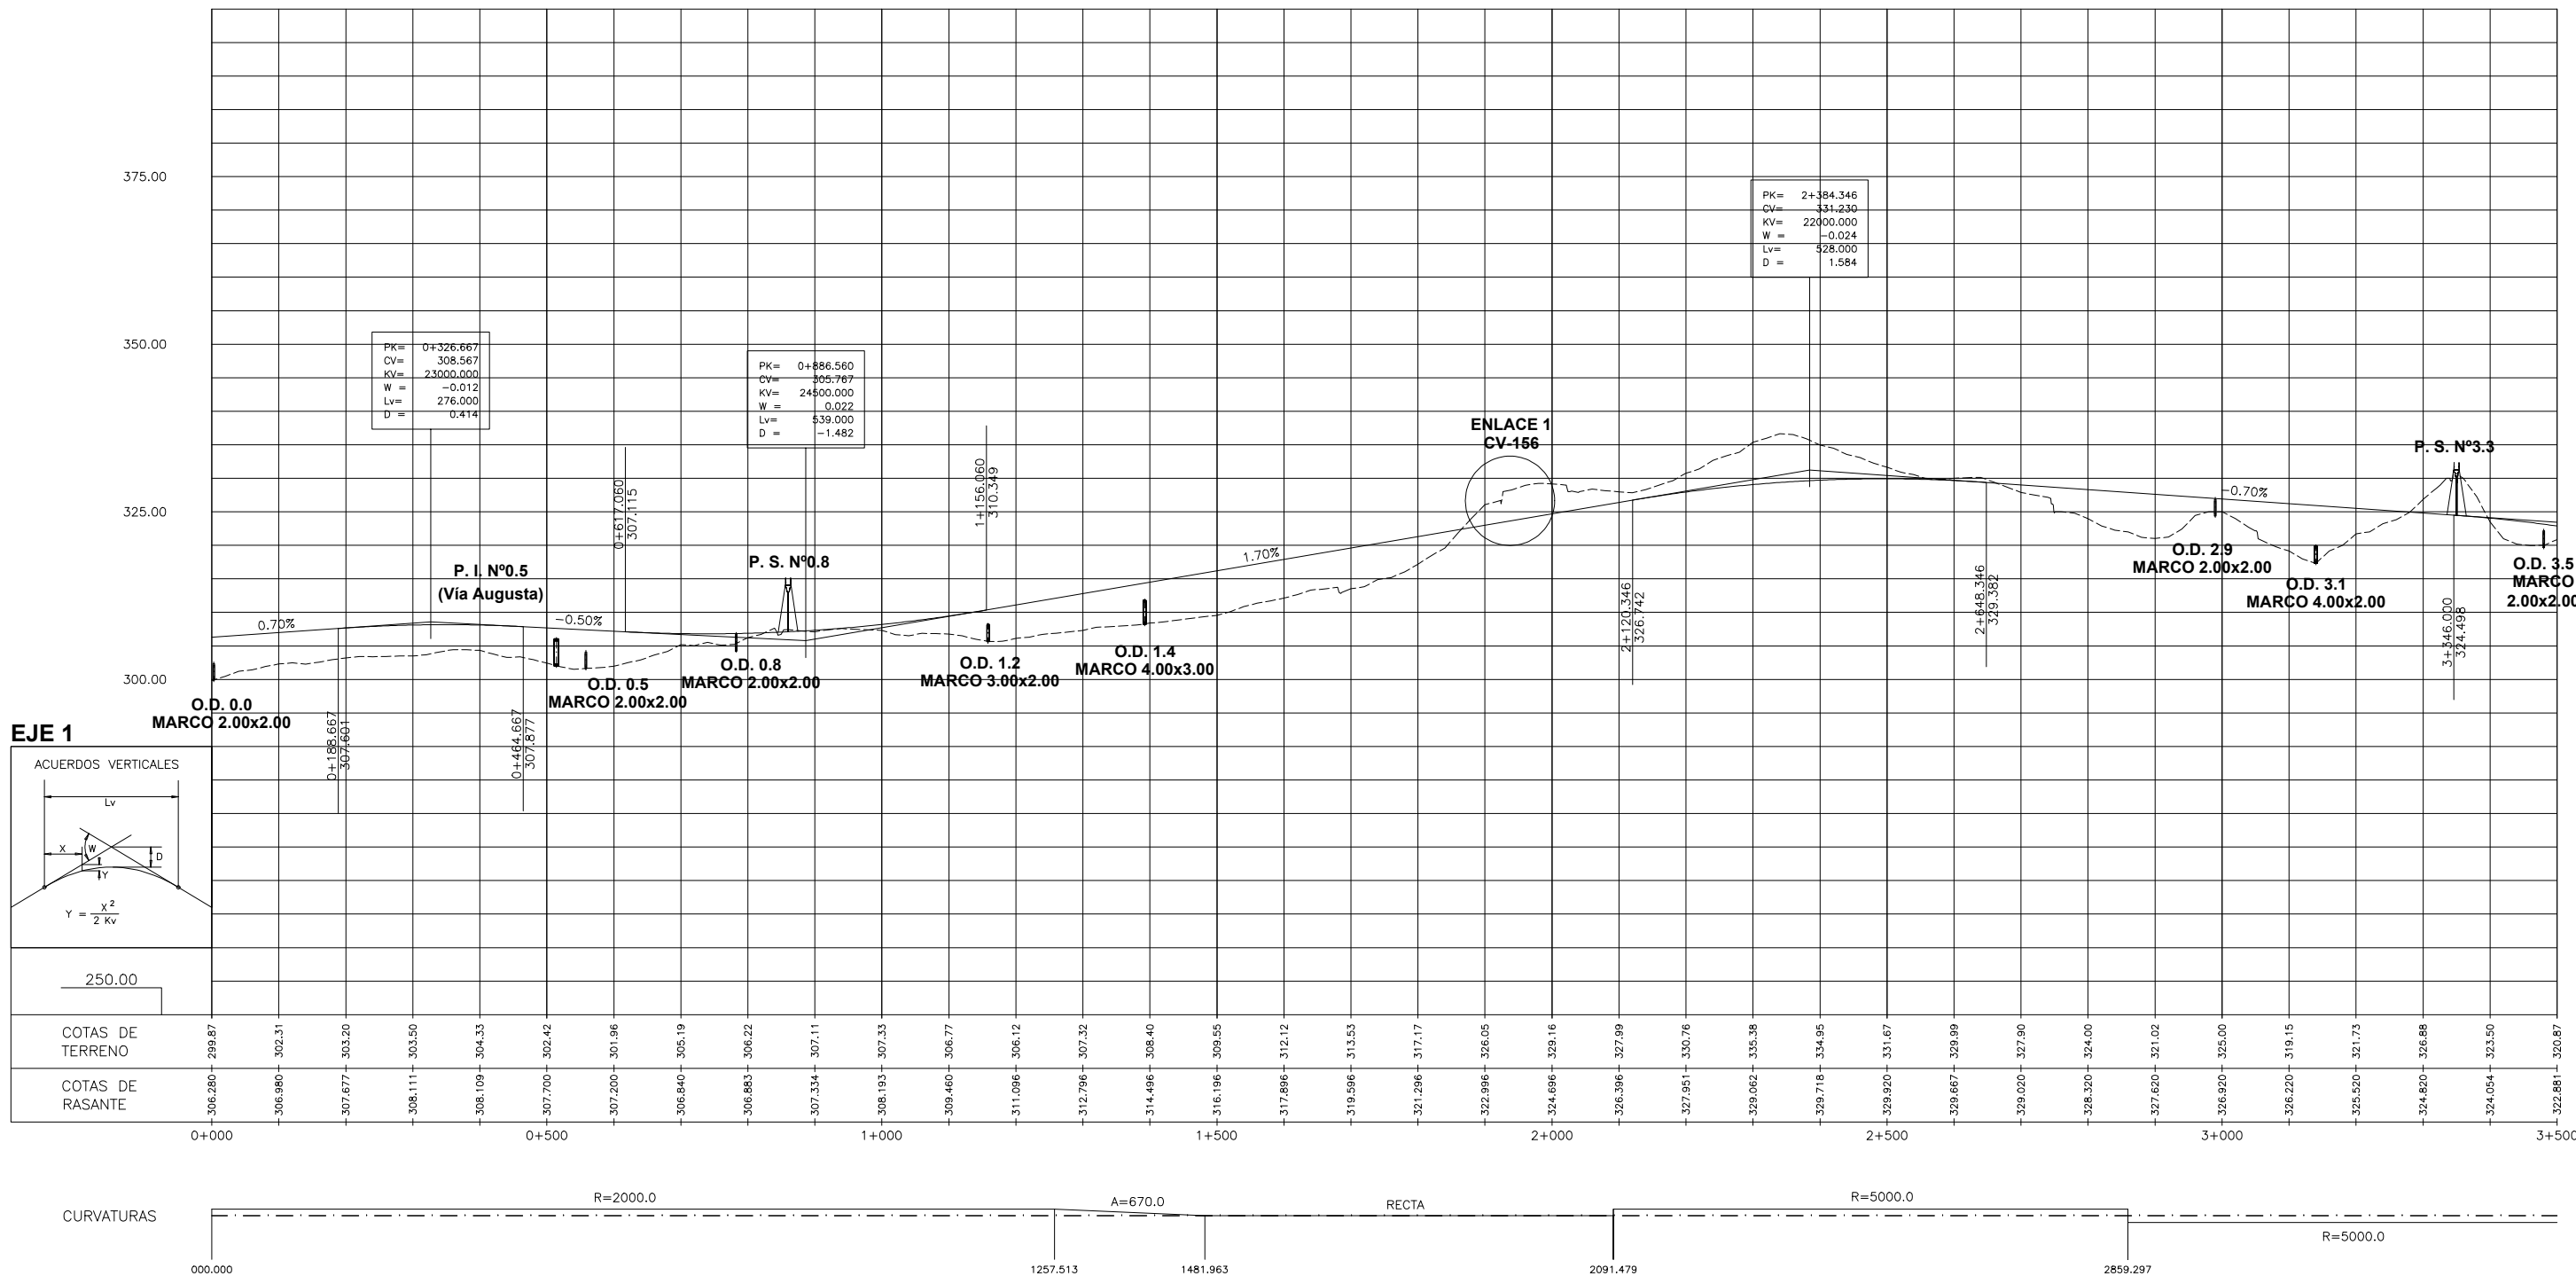 375.00
350.00
325.00
300.00
PK= 0+326.667
CV= 308.567
KV= 23000.000
W = -0.012
Lv= 276.000
D = 0.414
PK= 0+886.560
CV= 305.767
KV= 24500.000
W = 0.022
Lv= 539.000
D = -1.482
PK= 2+384.346
CV= 331.230
KV= 22000.000
W = -0.024
Lv= 528.000
D = 1.584
ENLACE 1
CV-156
P. S. Nº3.3
0+617.060
307.115
1+156.060
310.349
-0.70%
1.70%
P. S. Nº0.8
P. I. Nº0.5
(Vía Augusta)
0.70%
-0.50%
O.D. 2.9
MARCO 2.00x2.00
O.D. 3.1
MARCO 4.00x2.00
O.D. 3.5
MARCO
2.00x2.00
2+120.346
326.742
2+648.346
329.382
3+346.000
324.498
O.D. 0.0
MARCO 2.00x2.00
O.D. 0.5
MARCO 2.00x2.00
O.D. 0.8
MARCO 2.00x2.00
O.D. 1.2
MARCO 3.00x2.00
O.D. 1.4
MARCO 4.00x3.00
0+188.667
307.601
0+464.667
307.877
EJE 1
ACUERDOS VERTICALES
Lv
X
W
D
Y
Y = X² / 2 Kv
250.00
COTAS DE
TERRENO
299.87 302.31 303.20 303.50 304.33 302.42 301.96 305.19 306.22 307.11 307.33 306.77 306.12 307.32 308.40 309.55 312.12 313.53 317.17 326.05 329.16 327.99 330.76 335.38 334.95 331.67 329.99 327.90 324.00 321.02 325.00 319.15 321.73 326.88 323.50 320.87
COTAS DE
RASANTE
306.280 306.980 307.677 308.111 308.109 307.700 307.200 306.840 306.883 307.334 308.193 309.460 311.096 312.796 314.496 316.196 317.896 319.596 321.296 322.996 324.696 326.396 327.951 329.062 329.718 329.920 329.667 329.020 328.320 327.620 326.920 326.220 325.520 324.820 324.054 322.881
0+000 0+500 1+000 1+500 2+000 2+500 3+000 3+500
CURVATURAS
R=2000.0
A=670.0
RECTA
R=5000.0
R=5000.0
000.000 1257.513 1481.963 2091.479 2859.297